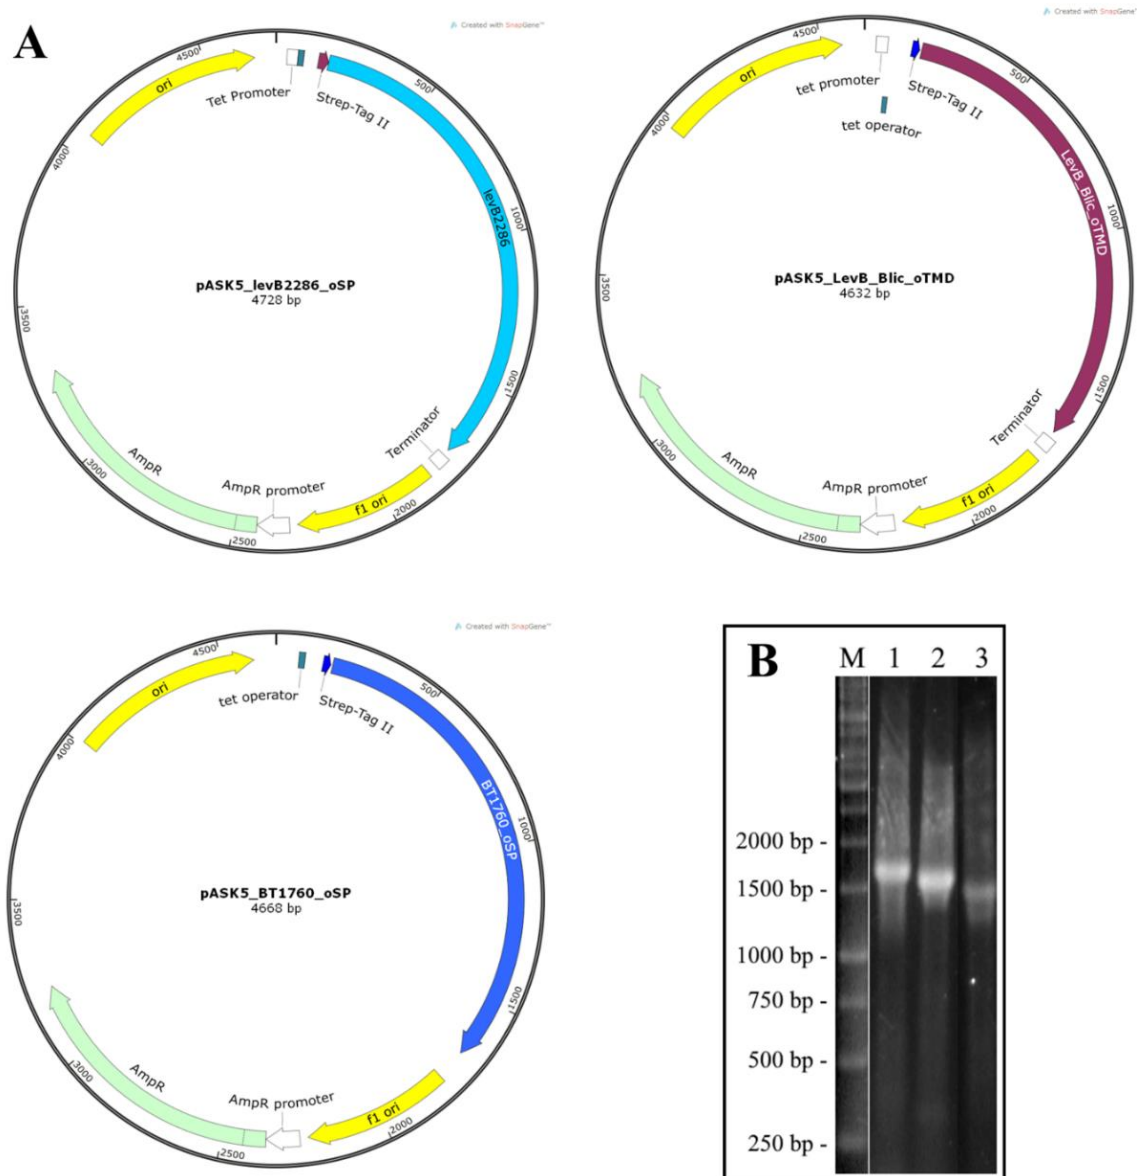 A
Created with SnapGene™
4500
ori
4000
Tet Promoter
Strep-Tag II
500
levB2286
1000
pASK5_levB2286_oSP
4728 bp
3500
1500
Terminator
AmpR
3000
AmpR promoter
f1 ori
2000
2500
Created with SnapGene™
4500
ori
4000
tet promoter
Strep-Tag II
tet operator
500
LevB_Blic_oTMD
1000
pASK5_LevB_Blic_oTMD
4632 bp
3500
1500
Terminator
AmpR
3000
AmpR promoter
f1 ori
2000
2500
Created with SnapGene™
4500
ori
4000
tet operator
Strep-Tag II
500
BT1760_oSP
1000
pASK5_BT1760_oSP
4668 bp
3500
1500
AmpR
3000
AmpR promoter
f1 ori
2000
2500
B M 1 2 3
2000 bp -
1500 bp -
1000 bp -
750 bp -
500 bp -
250 bp -